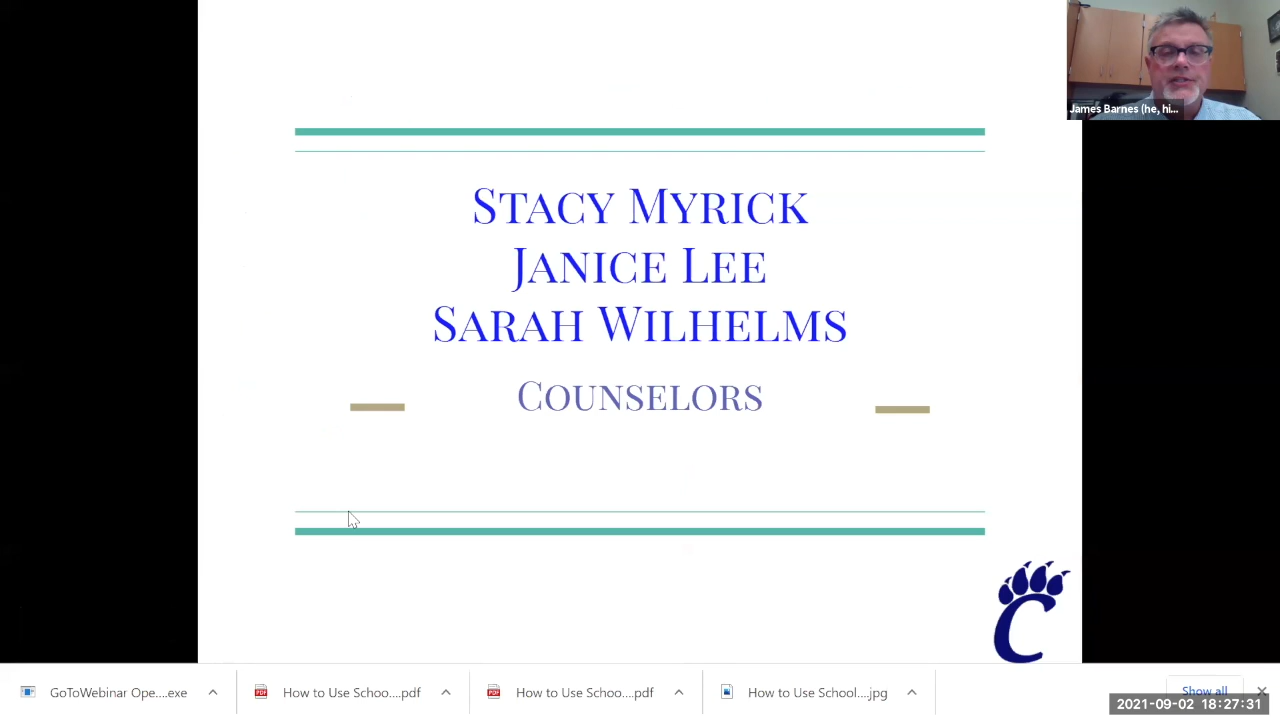 James Barnes (he, hi...
Stacy Myrick
Janice Lee
Sarah Wilhelms
Counselors
C
GoToWebinar Ope....exe
How to Use Schoo....pdf
How to Use Schoo....pdf
How to Use School....jpg
Show all
2021-09-02 18:27:31